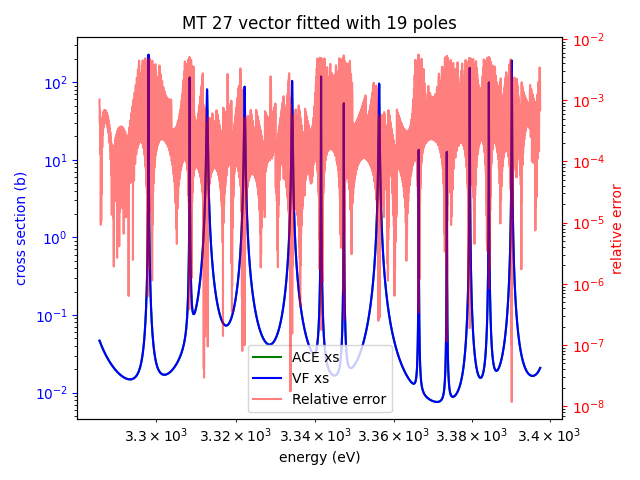 MT 27 vector fitted with 19 poles
10²
10¹
10⁰
10⁻¹
10⁻²
cross section (b)
10⁻²
10⁻³
10⁻⁴
10⁻⁵
10⁻⁶
10⁻⁷
10⁻⁸
relative error
ACE xs
VF xs
Relative error
3.3 × 10³ 3.32 × 10³ 3.34 × 10³ 3.36 × 10³ 3.38 × 10³ 3.4 × 10³
energy (eV)